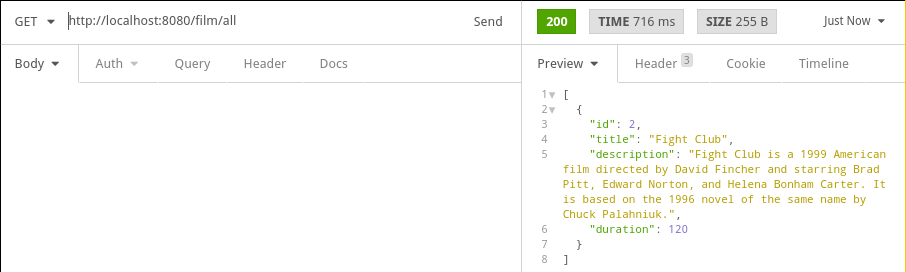 GET http://localhost:8080/film/all Send 200 TIME 716 ms SIZE 255 B Just Now
Body Auth Query Header Docs Preview Header 3 Cookie Timeline
1 [
2 {
3 "id": 2,
4 "title": "Fight Club",
5 "description": "Fight Club is a 1999 American
film directed by David Fincher and starring Brad
Pitt, Edward Norton, and Helena Bonham Carter. It
is based on the 1996 novel of the same name by
Chuck Palahniuk.",
6 "duration": 120
7 }
8 ]